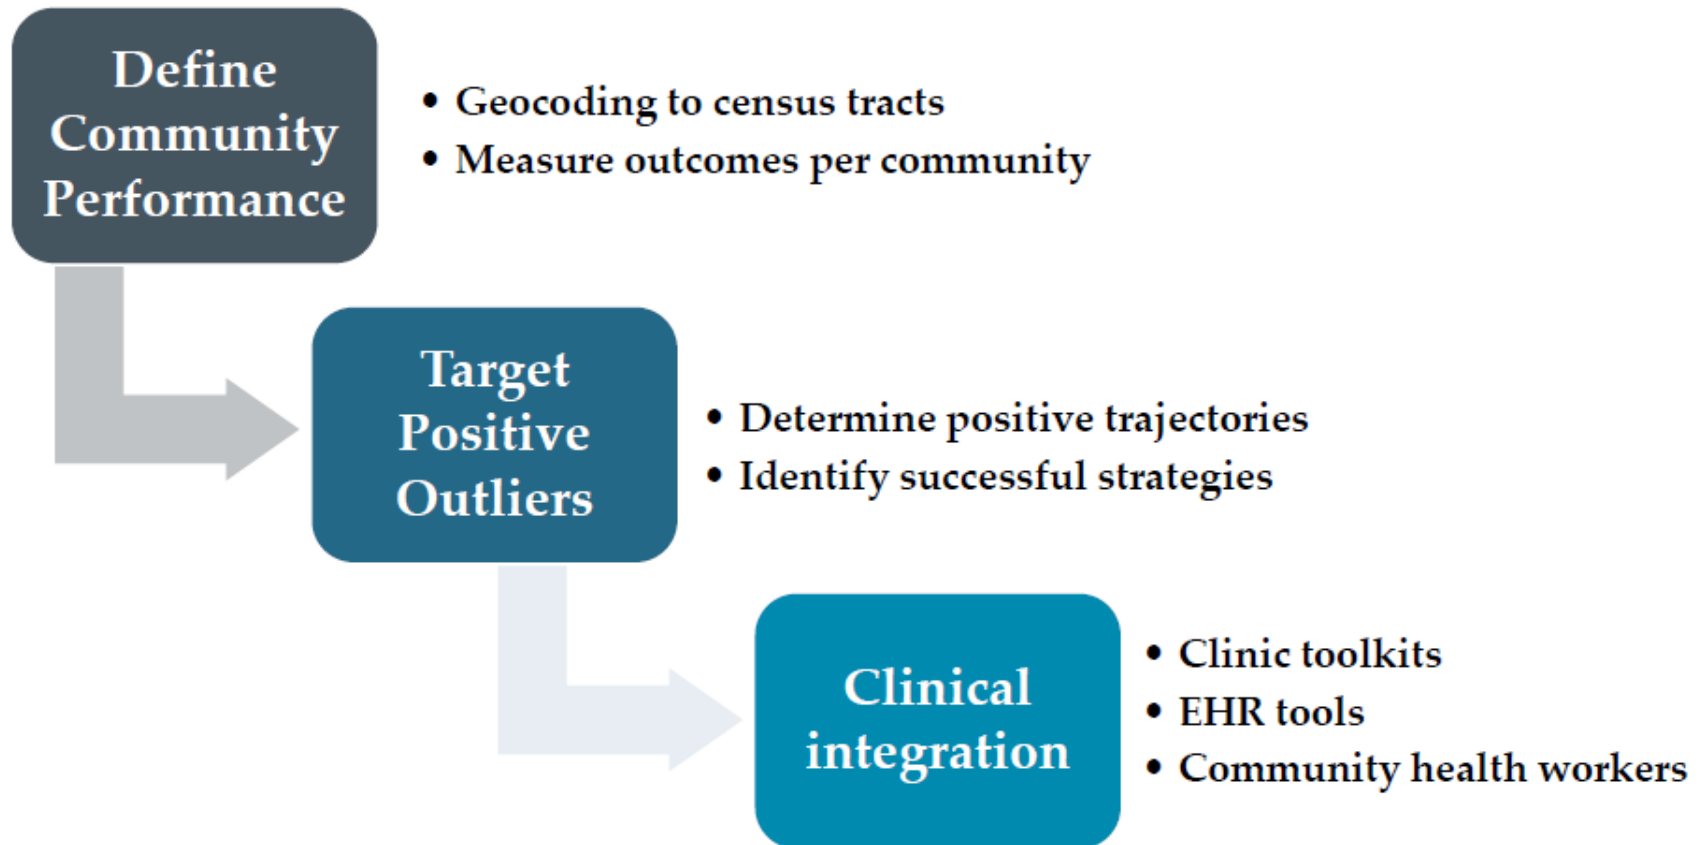 Define
Community
Performance
• Geocoding to census tracts
• Measure outcomes per community
Target
Positive
Outliers
• Determine positive trajectories
• Identify successful strategies
Clinical
integration
• Clinic toolkits
• EHR tools
• Community health workers